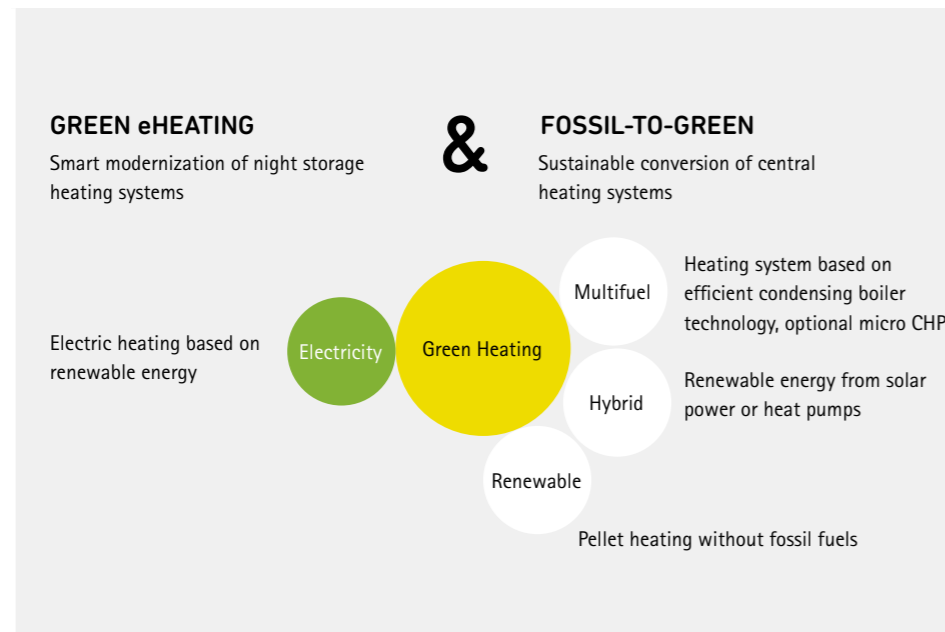 GREEN eHEATING
Smart modernization of night storage
heating systems
&
FOSSIL-TO-GREEN
Sustainable conversion of central
heating systems
Electric heating based on
renewable energy
Electricity
Green Heating
Multifuel
Heating system based on
efficient condensing boiler
technology, optional micro CHP
Hybrid
Renewable energy from solar
power or heat pumps
Renewable
Pellet heating without fossil fuels